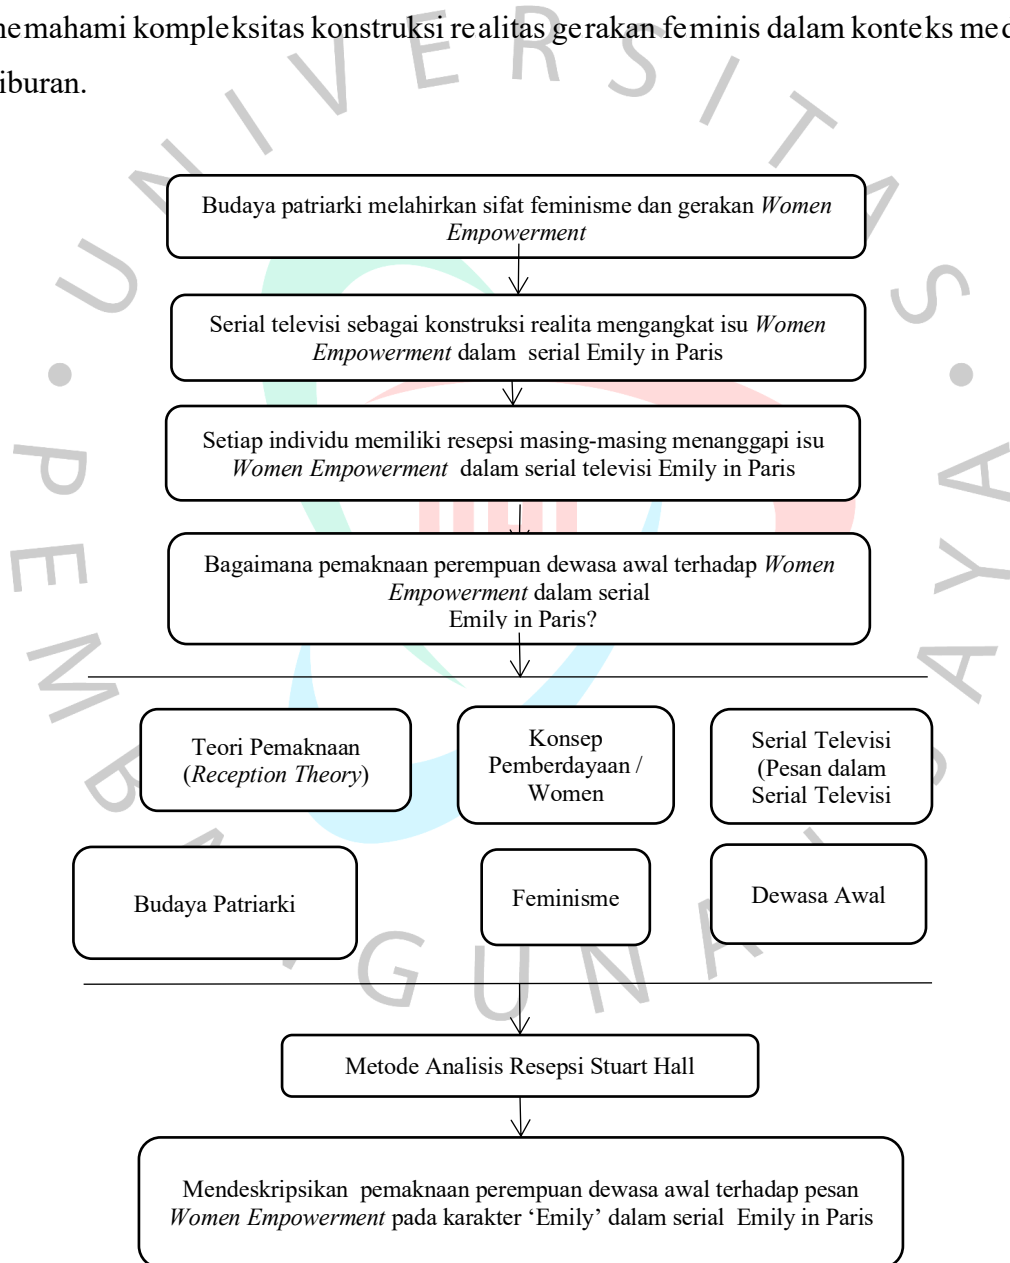 memahami kompleksitas konstruksi realitas gerakan feminis dalam konteks
iburan.
Budaya patriarki melahirkan sifat feminisme dan gerakan Women
Empowerment
Serial televisi sebagai konstruksi realita mengangkat isu Women
Empowerment dalam serial Emily in Paris
Setiap individu memiliki resepsi masing-masing menanggapi isu
Women Empowerment dalam serial televisi Emily in Paris
Bagaimana pemaknaan perempuan dewasa awal terhadap Women
Empowerment dalam serial
Emily in Paris?
Teori Pemaknaan
(Reception Theory)
Konsep
Pemberdayaan /
Women
Serial Televisi
(Pesan dalam
Serial Televisi
Budaya Patriarki
Feminisme
Dewasa Awal
Metode Analisis Resepsi Stuart Hall
Mendeskripsikan pemaknaan perempuan dewasa awal terhadap pesan
Women Empowerment pada karakter ‘Emily’ dalam serial Emily in Paris
UNIVERSITAS
PEMBANGUNAN JAYA